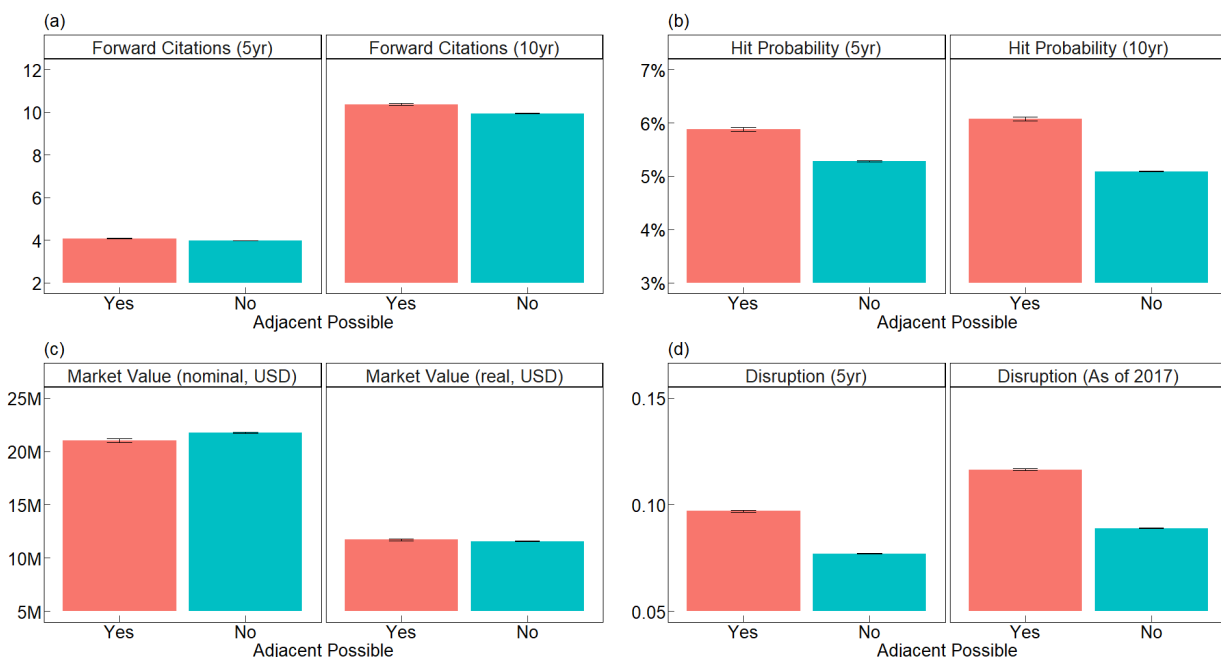 (a)
Forward Citations (5yr)
Forward Citations (10yr)
12
10
8
6
4
2
Yes
No
Yes
No
Adjacent Possible
(b)
Hit Probability (5yr)
Hit Probability (10yr)
7%
6%
5%
4%
3%
Yes
No
Yes
No
Adjacent Possible
(c)
Market Value (nominal, USD)
Market Value (real, USD)
25M
20M
15M
10M
5M
Yes
No
Yes
No
Adjacent Possible
(d)
Disruption (5yr)
Disruption (As of 2017)
0.15
0.10
0.05
Yes
No
Yes
No
Adjacent Possible